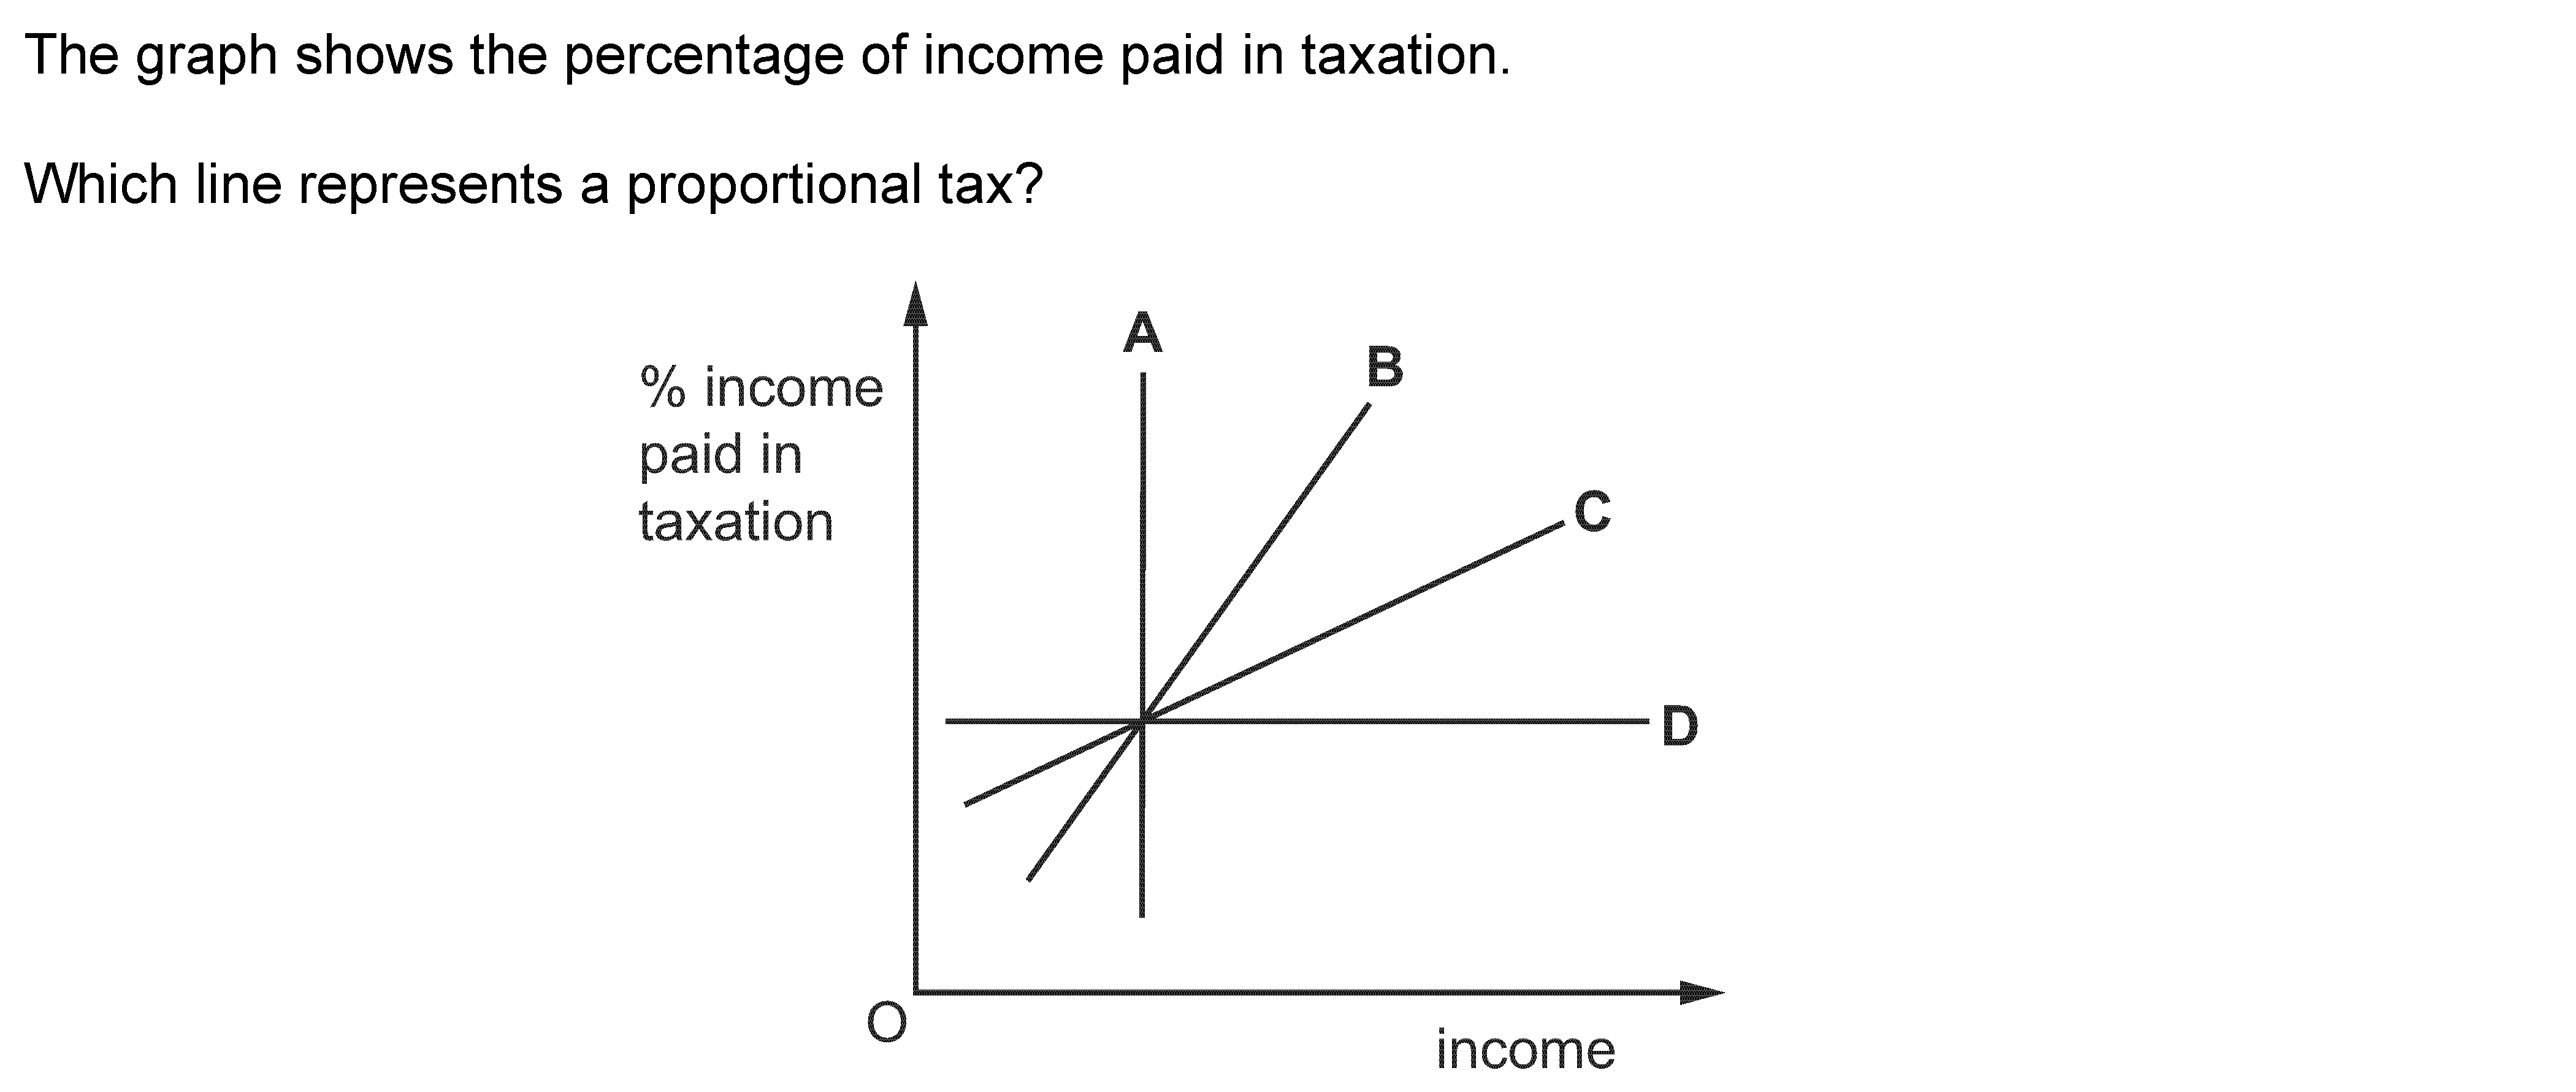 The graph shows the percentage of income paid in taxation.
Which line represents a proportional tax?
A
B
% income
paid in
taxation
C
D
O
income